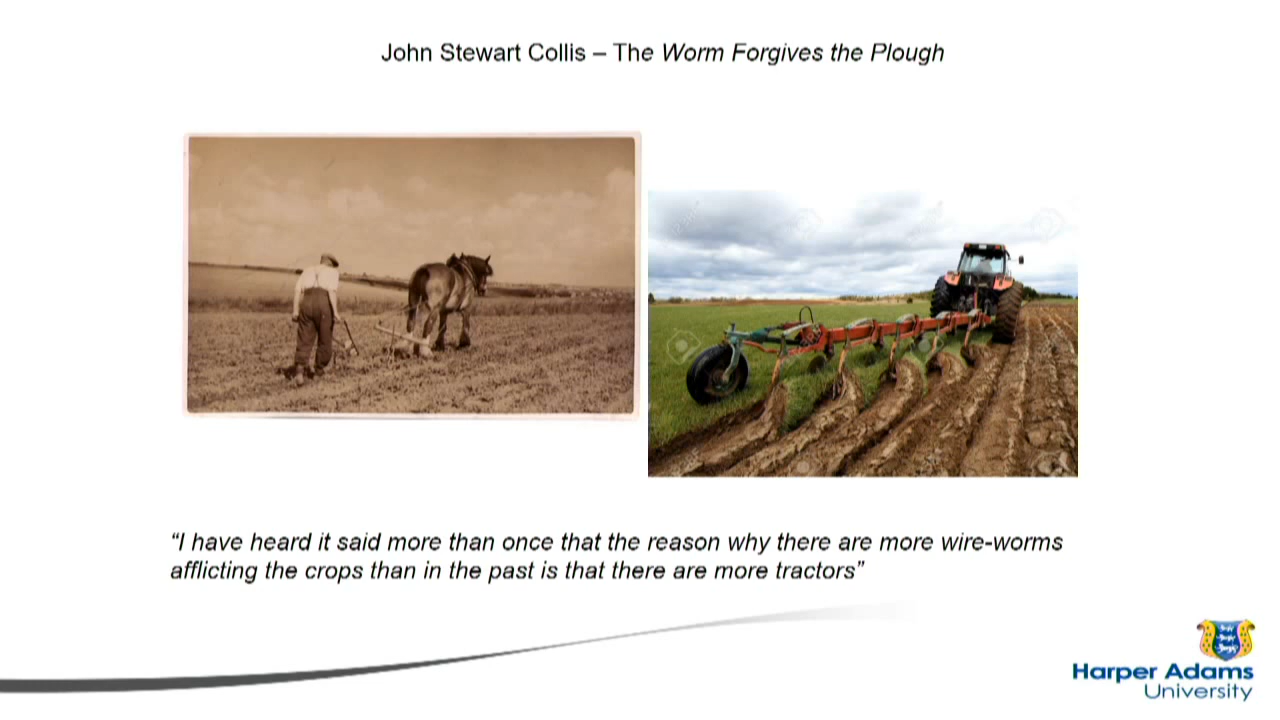 John Stewart Collis – The Worm Forgives the Plough
“I have heard it said more than once that the reason why there are more wire-worms
afflicting the crops than in the past is that there are more tractors”
Harper Adams
University